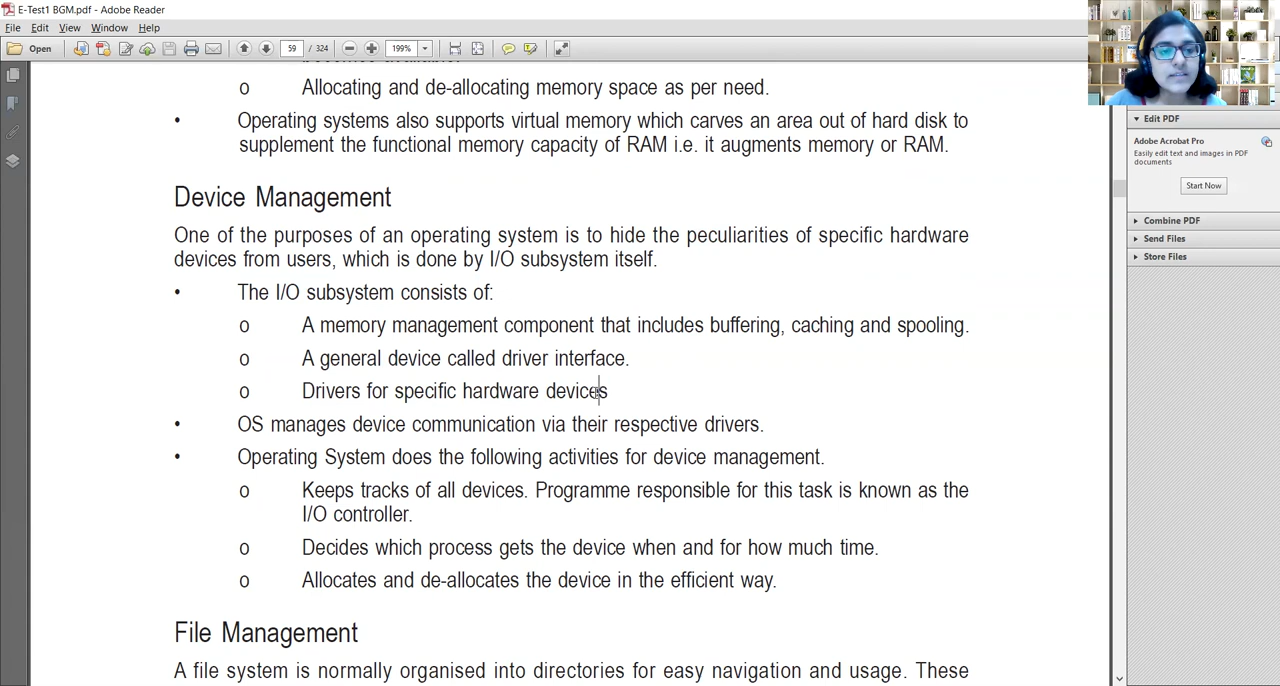 E-Test1 BGM.pdf - Adobe Reader
File Edit View Window Help
Open 59 / 324 199%
o Allocating and de-allocating memory space as per need.
• Operating systems also supports virtual memory which carves an area out of hard disk to
supplement the functional memory capacity of RAM i.e. it augments memory or RAM.
Device Management
One of the purposes of an operating system is to hide the peculiarities of specific hardware
devices from users, which is done by I/O subsystem itself.
• The I/O subsystem consists of:
o A memory management component that includes buffering, caching and spooling.
o A general device called driver interface.
o Drivers for specific hardware devices
• OS manages device communication via their respective drivers.
• Operating System does the following activities for device management.
o Keeps tracks of all devices. Programme responsible for this task is known as the
I/O controller.
o Decides which process gets the device when and for how much time.
o Allocates and de-allocates the device in the efficient way.
File Management
A file system is normally organised into directories for easy navigation and usage. These
Edit PDF
Adobe Acrobat Pro
Easily edit text and images in PDF
documents
Start Now
Combine PDF
Send Files
Store Files